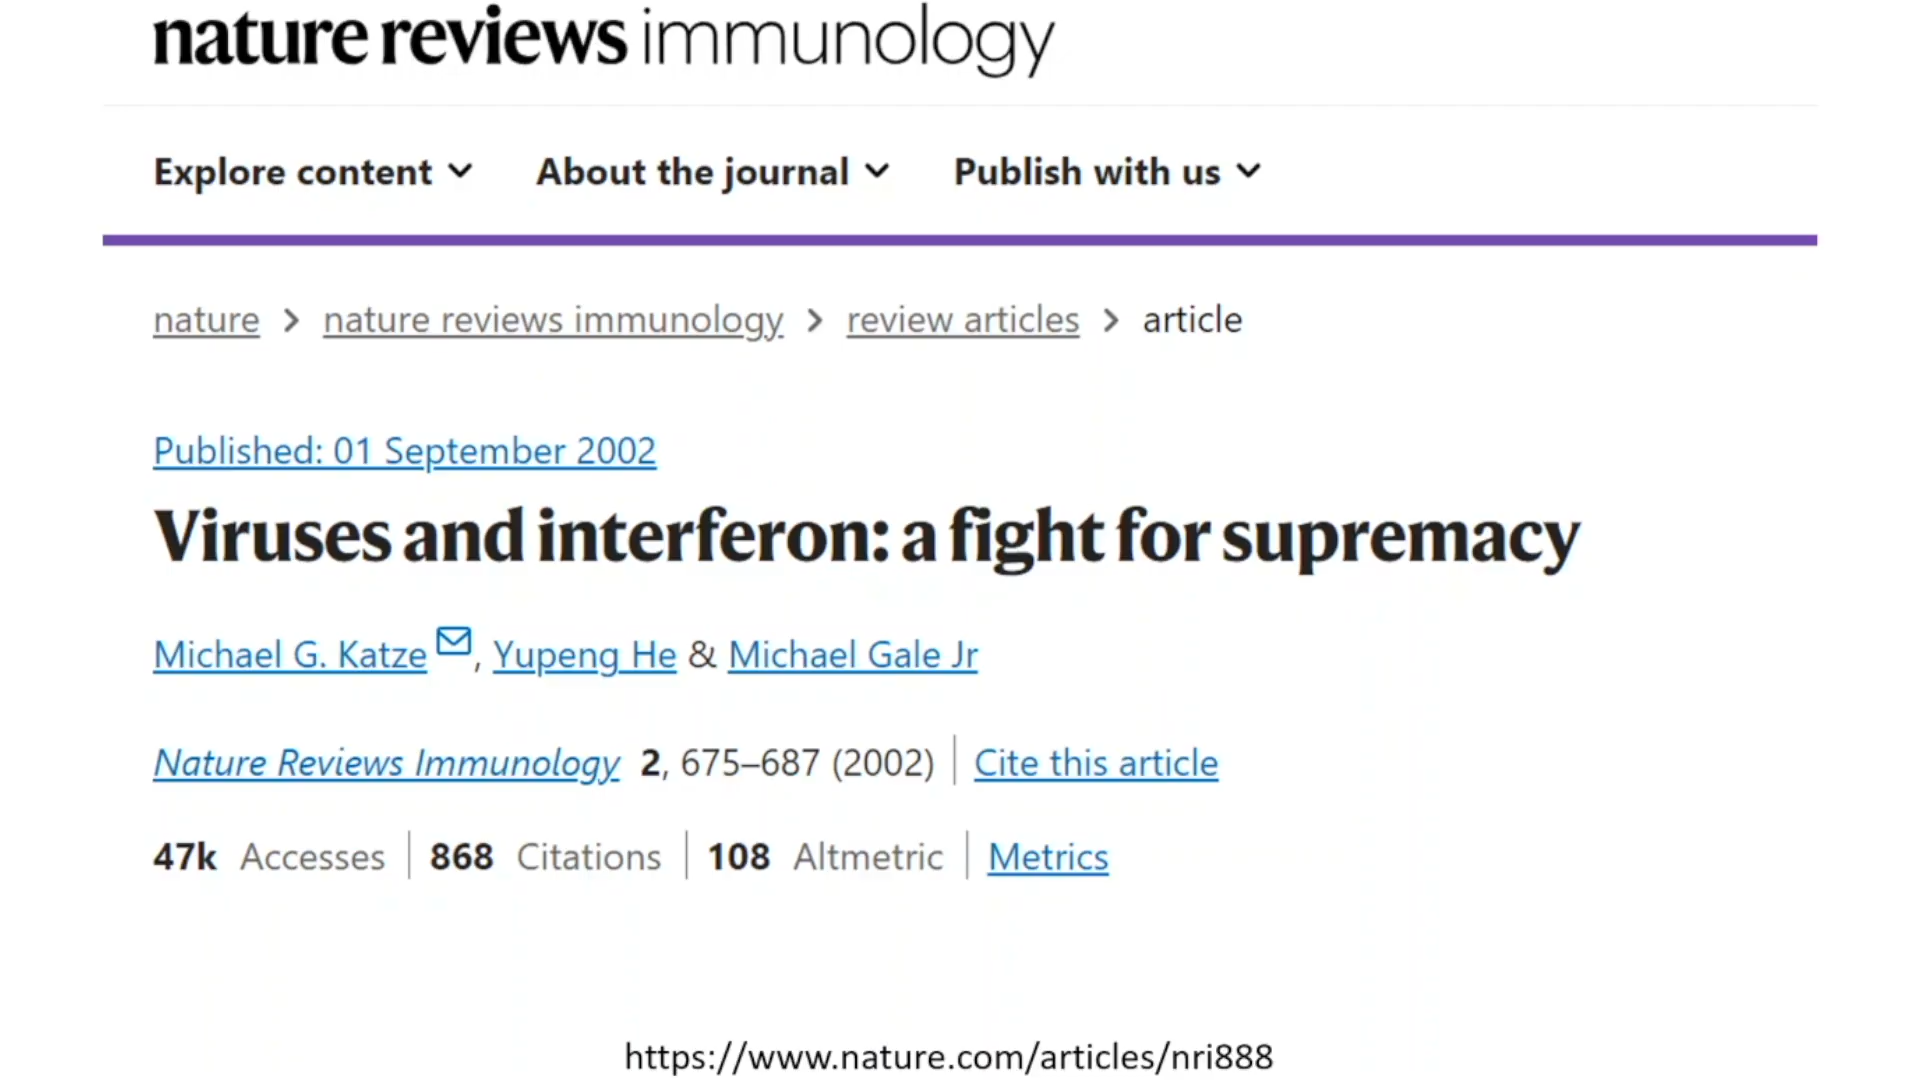 nature reviews immunology
Explore content About the journal Publish with us
nature > nature reviews immunology > review articles > article
Published: 01 September 2002
Viruses and interferon: a fight for supremacy
Michael G. Katze, Yupeng He & Michael Gale Jr
Nature Reviews Immunology 2, 675–687 (2002) | Cite this article
47k Accesses | 868 Citations | 108 Altmetric | Metrics
https://www.nature.com/articles/nri888